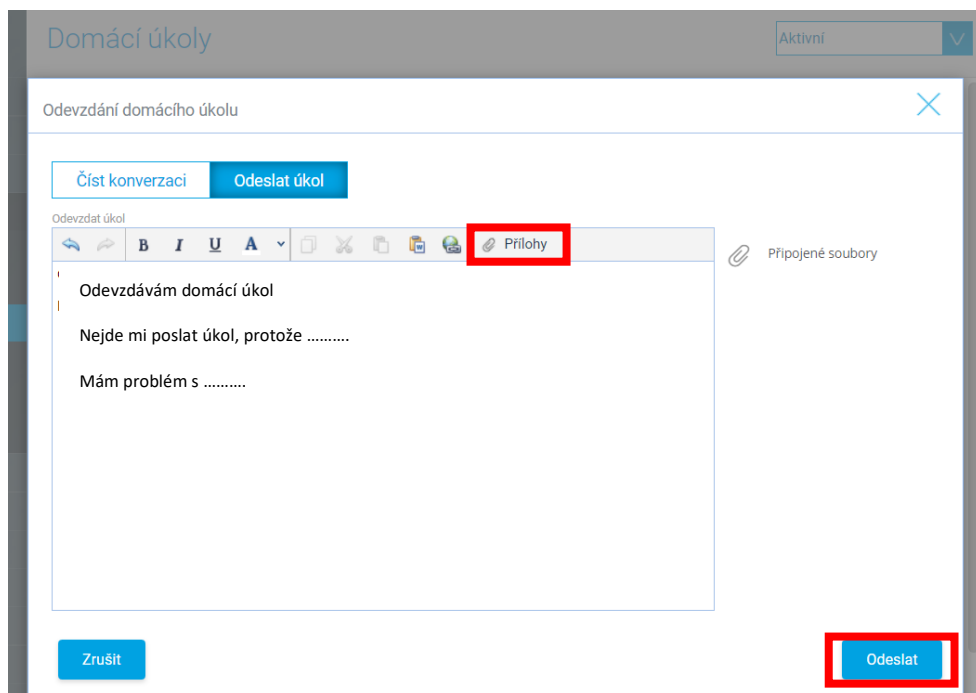 Domácí úkoly
Aktivní
Odevzdání domácího úkolu
Číst konverzaci
Odeslat úkol
Odevzdat úkol
B I U A Přílohy
Připojené soubory
Odevzdávám domácí úkol
Nejde mi poslat úkol, protože ……….
Mám problém s ……….
Zrušit
Odeslat